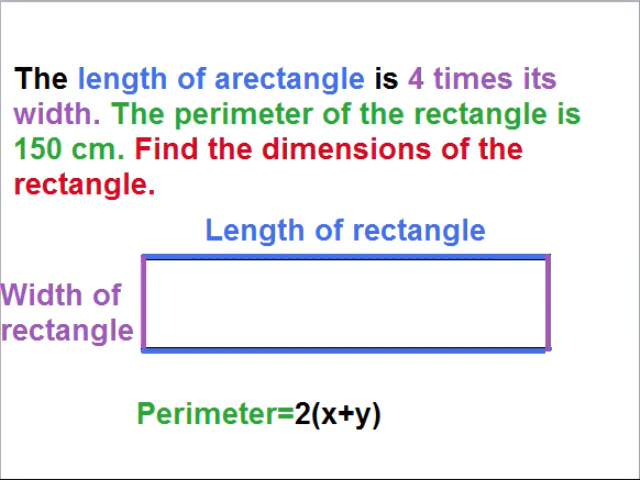 The length of arectangle is 4 times its
width. The perimeter of the rectangle is
150 cm. Find the dimensions of the
rectangle.
Length of rectangle
Width of
rectangle
Perimeter=2(x+y)